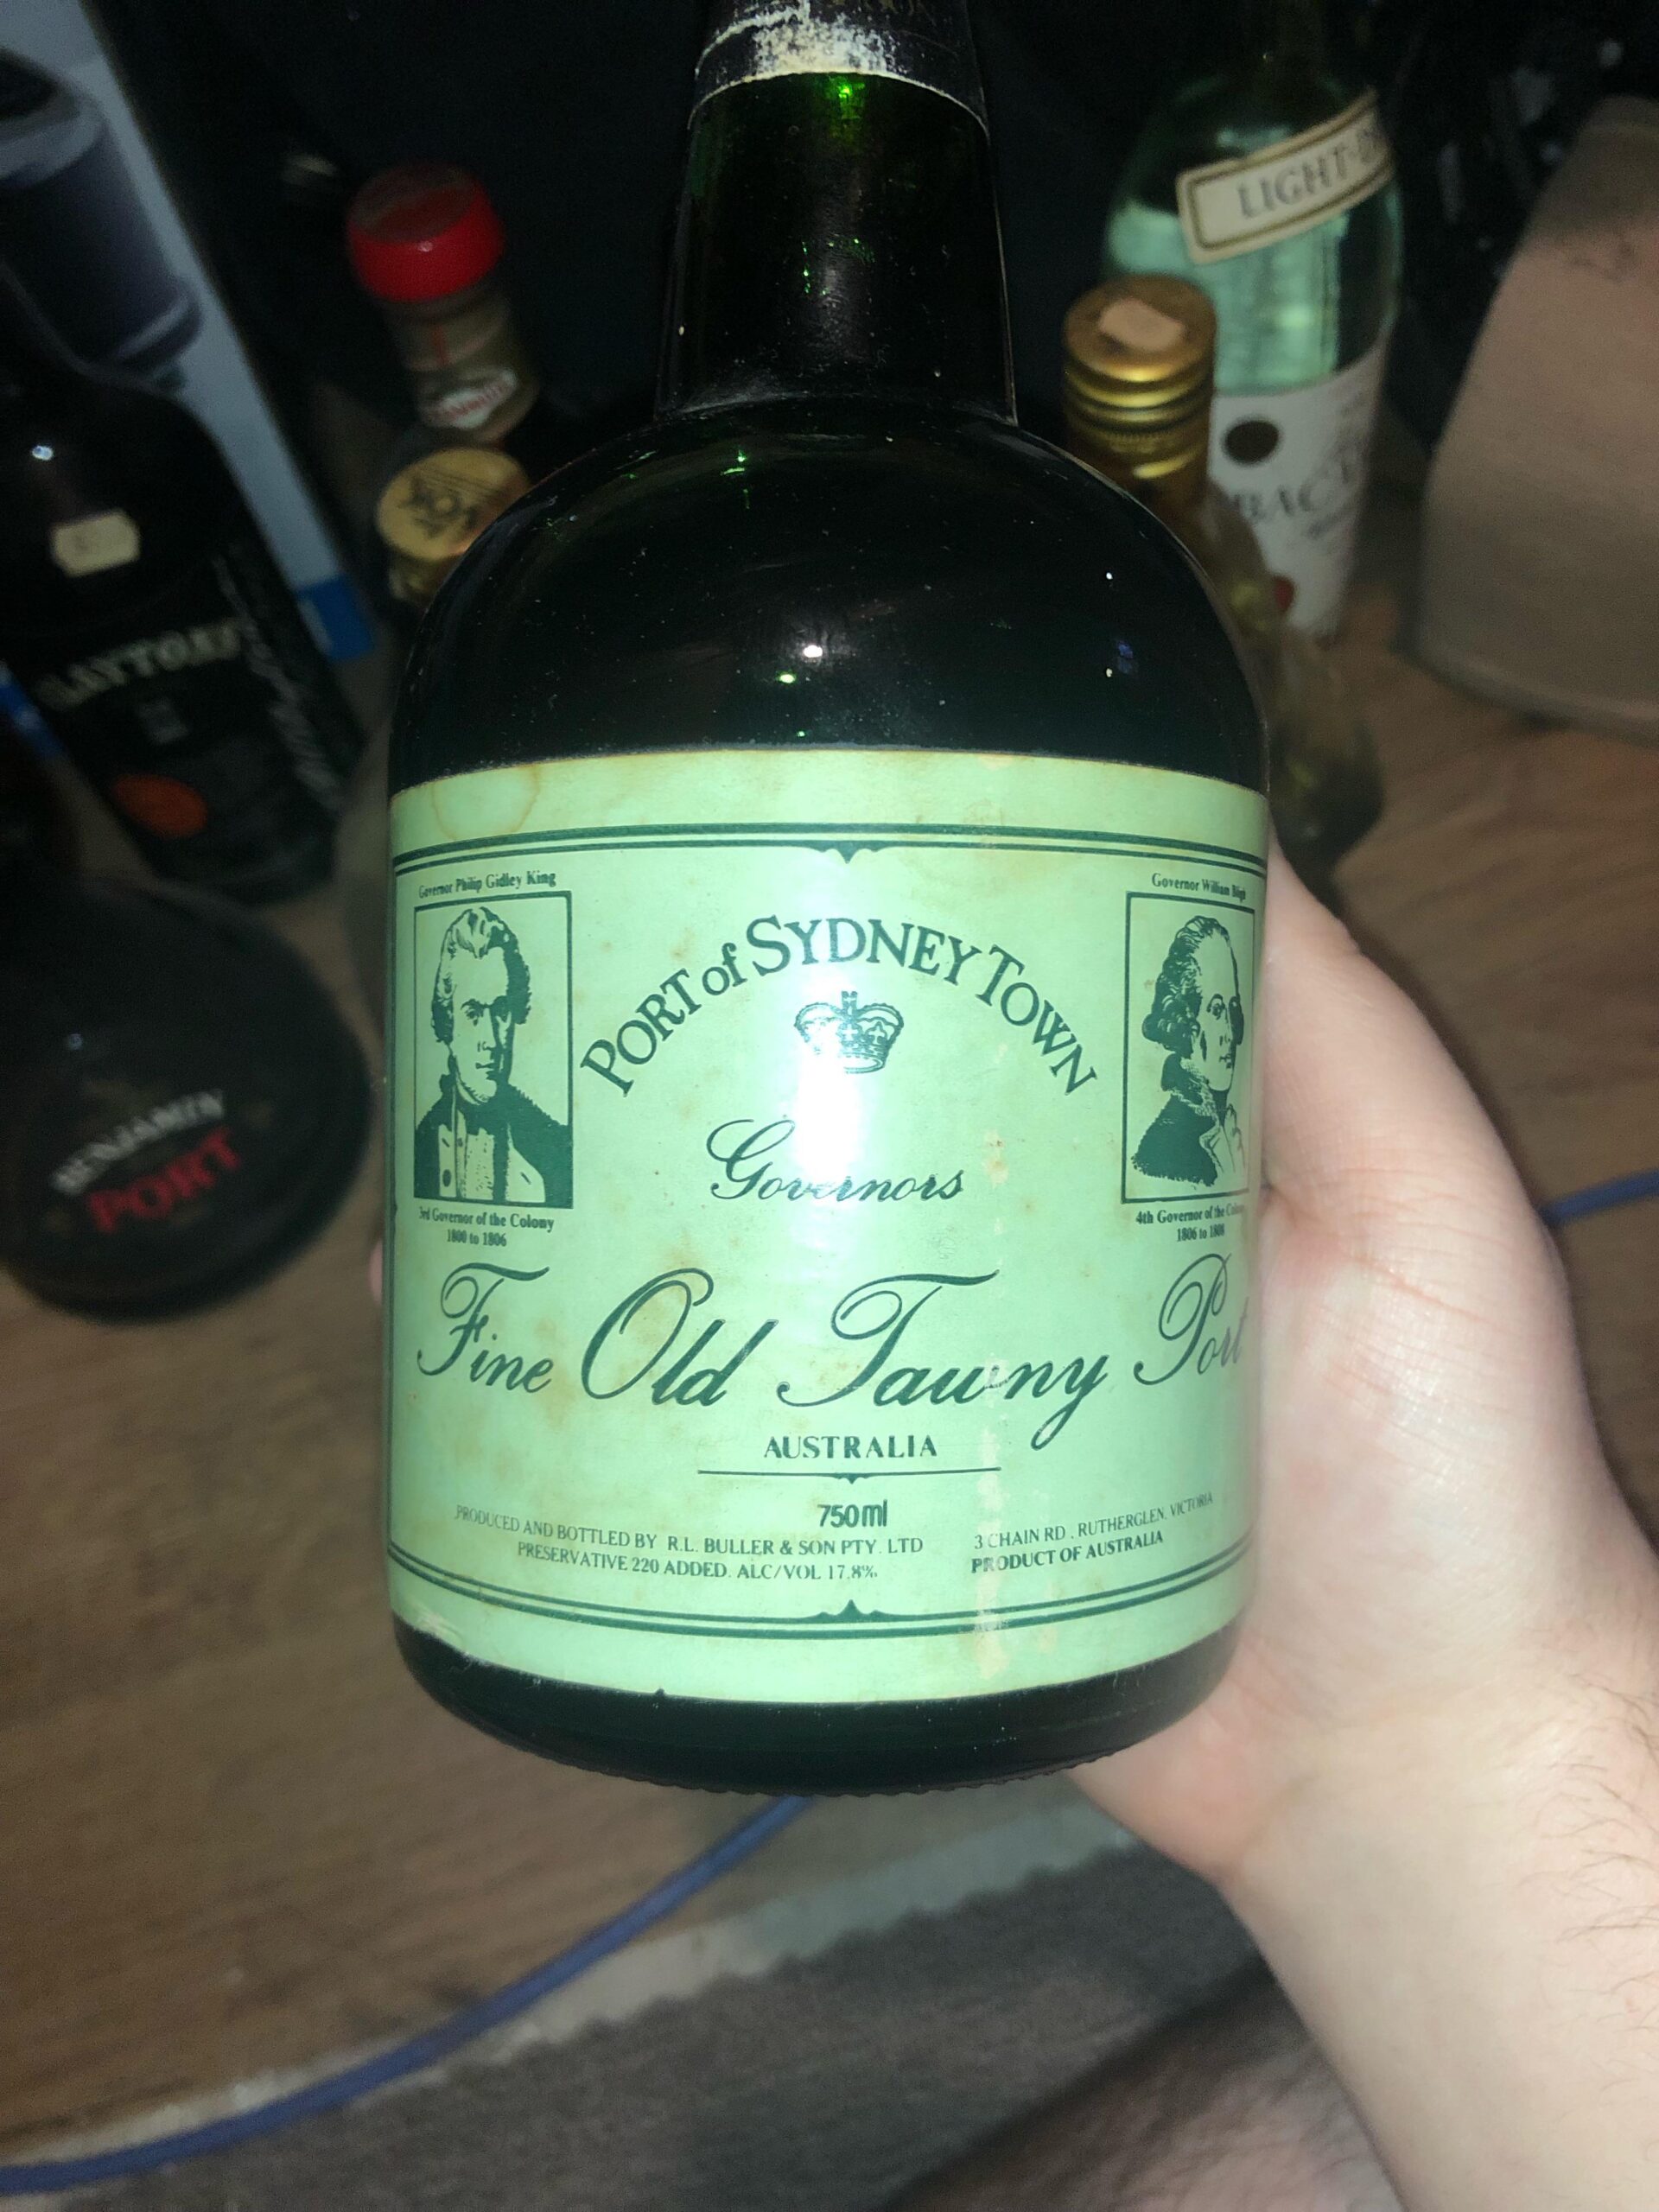 LIGHT
VOK
CLAYTONS
BENJAMIN
PORT
Governor Philip Gidley King
3rd Governor of the Colony
1800 to 1806
PORT of SYDNEY TOWN
Governors
Governor William Bligh
4th Governor of the
1806 to 1808
Fine Old Tawny Port
AUSTRALIA
750ml
PRODUCED AND BOTTLED BY R.L. BULLER & SON PTY. LTD
PRESERVATIVE 220 ADDED. ALC/VOL 17.8%.
3 CHAIN RD . RUTHERGLEN. VICTORIA
PRODUCT OF AUSTRALIA